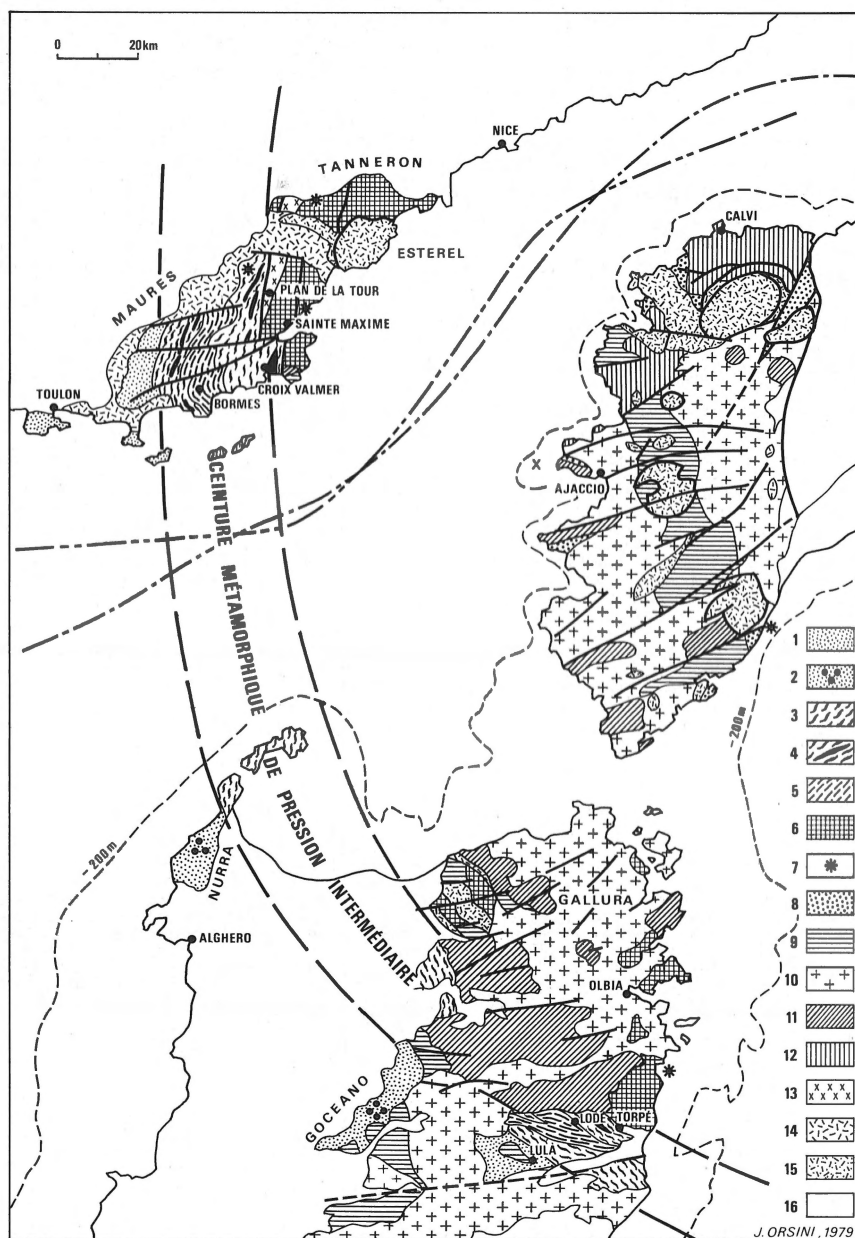 0 20km
NICE
TANNERON
CALVI
ESTEREL
MAURES
PLAN DE LA TOUR
SAINTE MAXIME
TOULON
CROIX VALMER
BORMES
AJACCIO
CEINTURE MÉTAMORPHIQUE
DE PRESSION INTERMÉDIAIRE
-200m
-200m
NURRA
ALGHERO
GALLURA
OLBIA
GOCEANO
LODE
TORPÉ
LULA
1
2
3
4
5
6
7
8
9
10
11
12
13
14
15
16
J. ORSINI, 1979